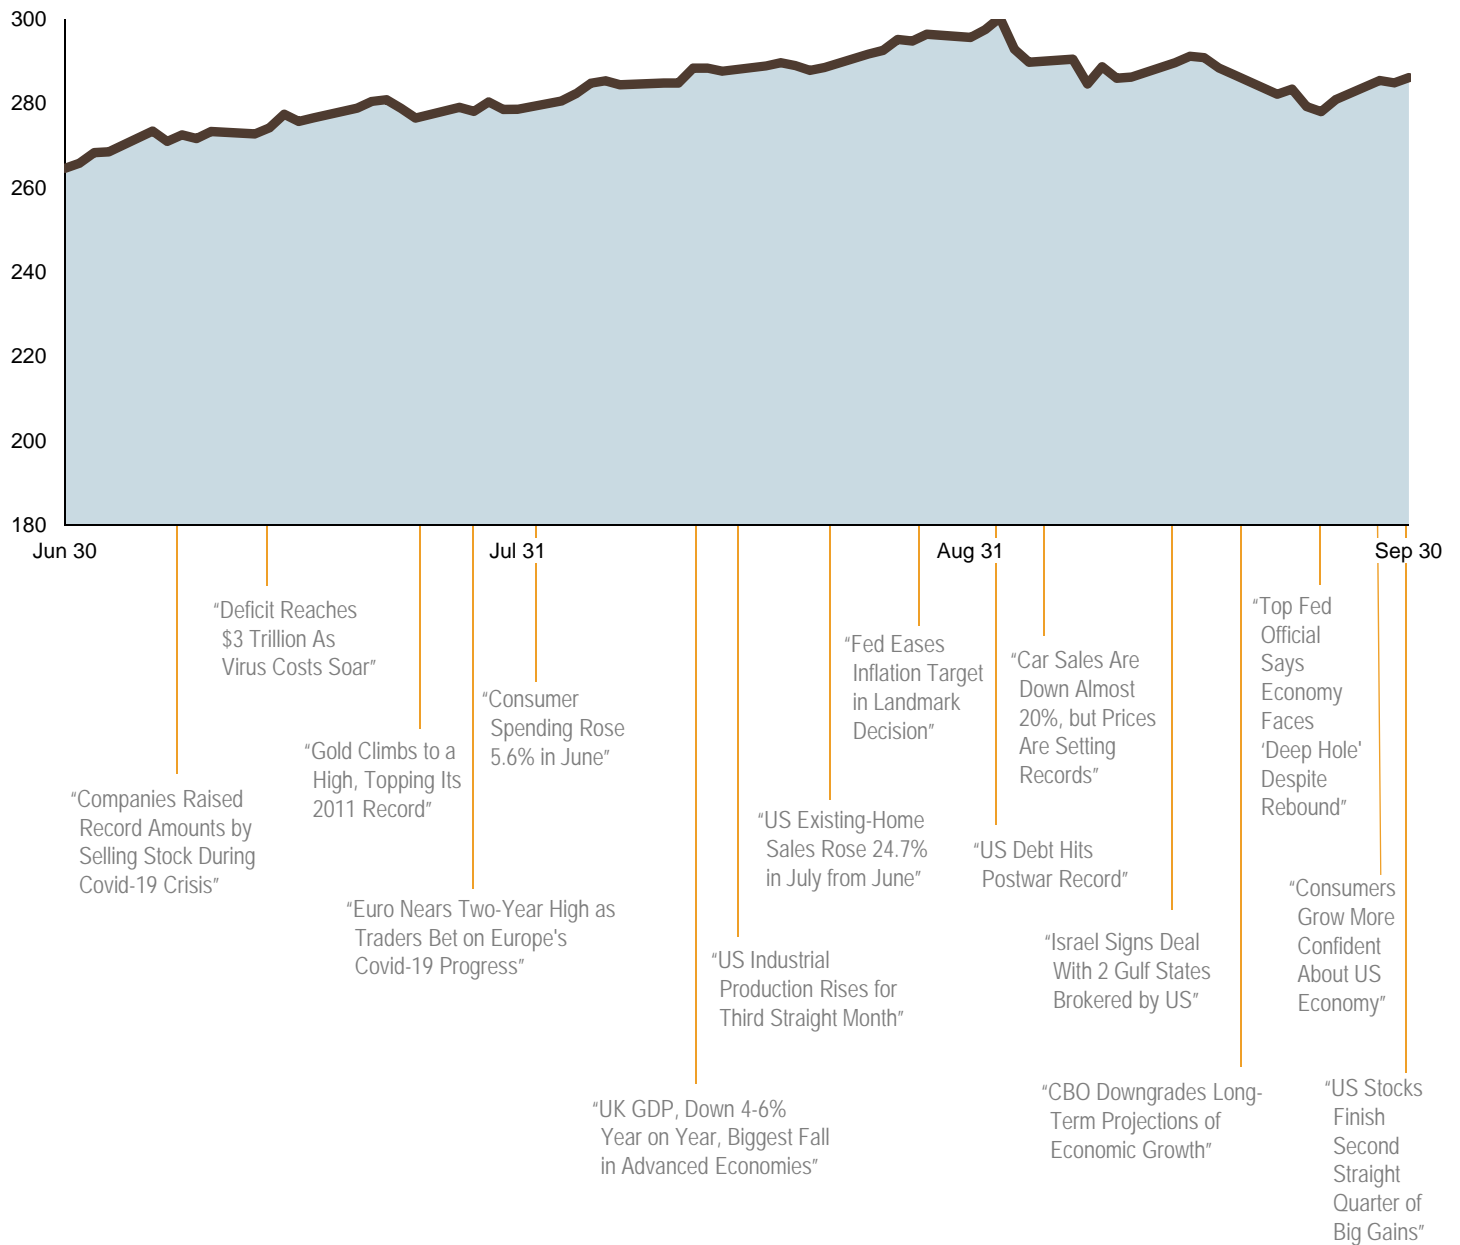 300
280
260
240
220
200
180
Jun 30
Jul 31
Aug 31
Sep 30
“Companies Raised
Record Amounts by
Selling Stock During
Covid-19 Crisis”
“Deficit Reaches
$3 Trillion As
Virus Costs Soar”
“Gold Climbs to a
High, Topping Its
2011 Record”
“Euro Nears Two-Year High as
Traders Bet on Europe's
Covid-19 Progress”
“Consumer
Spending Rose
5.6% in June”
“UK GDP, Down 4-6%
Year on Year, Biggest Fall
in Advanced Economies”
“US Industrial
Production Rises for
Third Straight Month”
“US Existing-Home
Sales Rose 24.7%
in July from June”
“Fed Eases
Inflation Target
in Landmark
Decision”
“US Debt Hits
Postwar Record”
“Car Sales Are
Down Almost
20%, but Prices
Are Setting
Records”
“Israel Signs Deal
With 2 Gulf States
Brokered by US”
“CBO Downgrades Long-
Term Projections of
Economic Growth”
“Top Fed
Official
Says
Economy
Faces
‘Deep Hole'
Despite
Rebound”
“Consumers
Grow More
Confident
About US
Economy”
“US Stocks
Finish
Second
Straight
Quarter of
Big Gains”